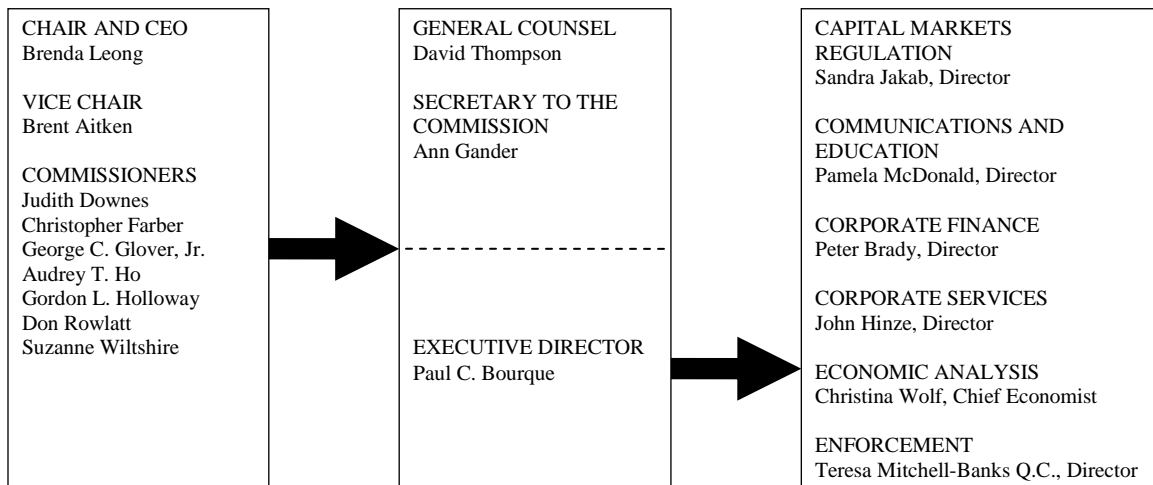 CHAIR AND CEO
Brenda Leong
VICE CHAIR
Brent Aitken
COMMISSIONERS
Judith Downes
Christopher Farber
George C. Glover, Jr.
Audrey T. Ho
Gordon L. Holloway
Don Rowlatt
Suzanne Wiltshire
GENERAL COUNSEL
David Thompson
SECRETARY TO THE
COMMISSION
Ann Gander
EXECUTIVE DIRECTOR
Paul C. Bourque
CAPITAL MARKETS
REGULATION
Sandra Jakab, Director
COMMUNICATIONS AND
EDUCATION
Pamela McDonald, Director
CORPORATE FINANCE
Peter Brady, Director
CORPORATE SERVICES
John Hinze, Director
ECONOMIC ANALYSIS
Christina Wolf, Chief Economist
ENFORCEMENT
Teresa Mitchell-Banks Q.C., Director